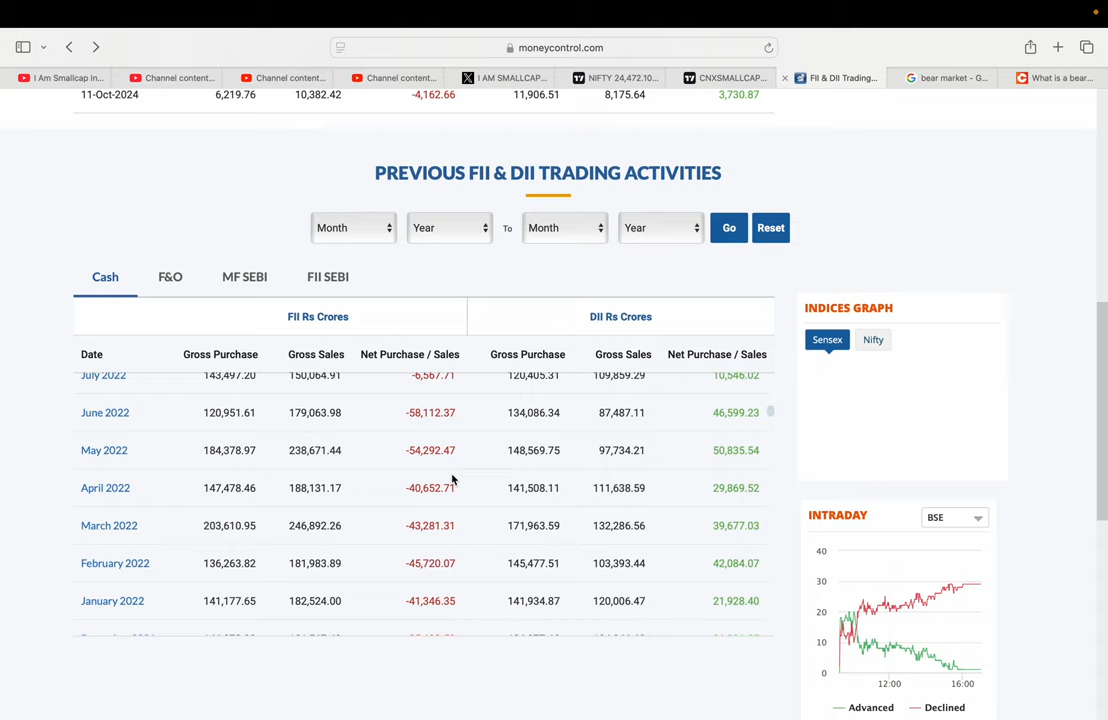 moneycontrol.com
I Am Smallcap In...
Channel content...
Channel content...
Channel content...
I AM SMALLCAP...
NIFTY 24,472.10...
CNXSMALLCAP...
FII & DII Trading...
bear market - G...
What is a bear...
11-Oct-2024 6,219.76 10,382.42 -4,162.66 11,906.51 8,175.64 3,730.87
PREVIOUS FII & DII TRADING ACTIVITIES
Month Year To Month Year Go Reset
Cash F&O MF SEBI FII SEBI
FII Rs Crores DII Rs Crores
Date Gross Purchase Gross Sales Net Purchase / Sales Gross Purchase Gross Sales Net Purchase / Sales
July 2022 143,497.20 150,064.91 -6,567.71 120,405.31 109,859.29 10,546.02
June 2022 120,951.61 179,063.98 -58,112.37 134,086.34 87,487.11 46,599.23
May 2022 184,378.97 238,671.44 -54,292.47 148,569.75 97,734.21 50,835.54
April 2022 147,478.46 188,131.17 -40,652.71 141,508.11 111,638.59 29,869.52
March 2022 203,610.95 246,892.26 -43,281.31 171,963.59 132,286.56 39,677.03
February 2022 136,263.82 181,983.89 -45,720.07 145,477.51 103,393.44 42,084.07
January 2022 141,177.65 182,524.00 -41,346.35 141,934.87 120,006.47 21,928.40
INDICES GRAPH
Sensex Nifty
INTRADAY BSE
40
30
20
10
0
12:00 16:00
Advanced Declined